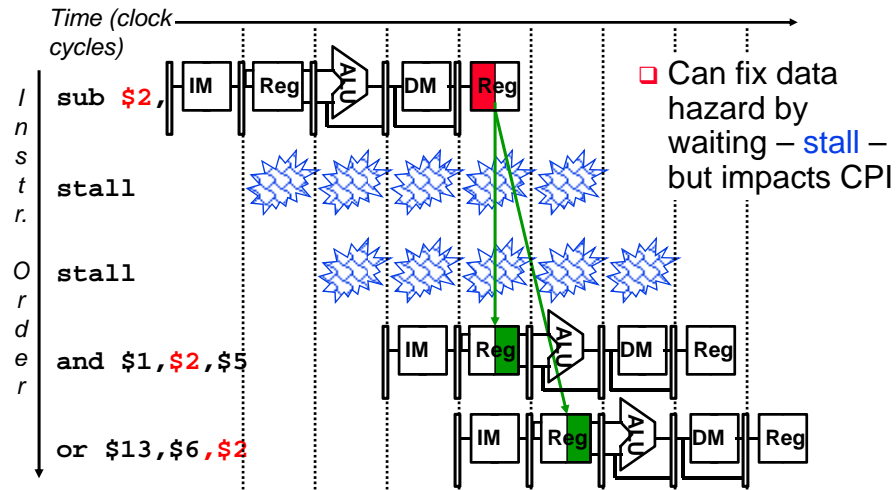 Time (clock
cycles)
I
n
s
t
r.
O
r
d
e
r
sub $2,
IM
Reg
ALU
DM
Reg
❑ Can fix data
hazard by
waiting – stall –
but impacts CPI
stall
stall
and $1,$2,$5
IM
Reg
ALU
DM
Reg
or $13,$6,$2
IM
Reg
ALU
DM
Reg